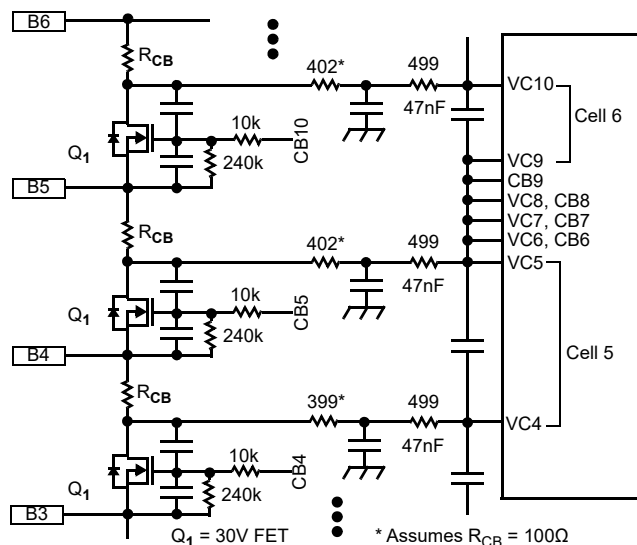 B6
RCB
402*
499
VC10
47nF
Cell 6
10k
CB10
Q1
240k
VC9
CB9
B5
VC8, CB8
VC7, CB7
RCB
VC6, CB6
402*
499
VC5
47nF
10k
CB5
Q1
240k
B4
Cell 5
RCB
399*
499
VC4
47nF
10k
CB4
Q1
240k
B3
Q1 = 30V FET
* Assumes RCB = 100Ω